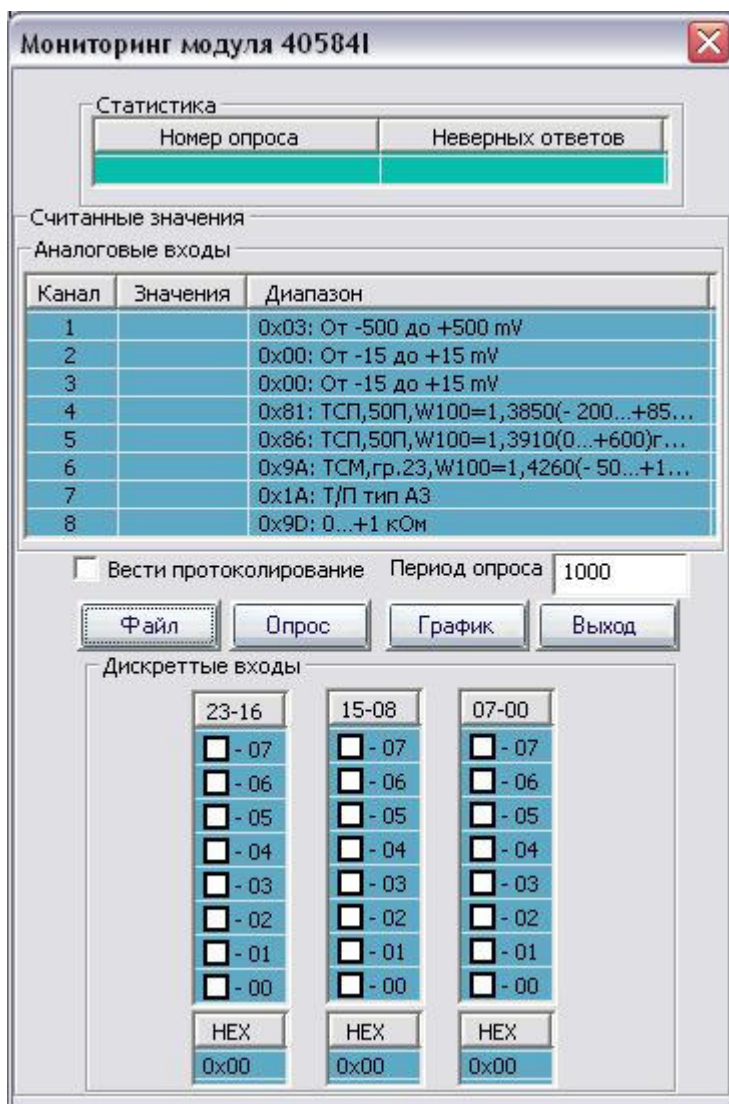 Мониторинг модуля 40584I
Статистика
Номер опроса Неверных ответов
Считанные значения
Аналоговые входы
Канал Значения Диапазон
1 0x03: От -500 до +500 mV
2 0x00: От -15 до +15 mV
3 0x00: От -15 до +15 mV
4 0x81: ТСП,50П,W100=1,3850(- 200...+85...
5 0x86: ТСП,50П,W100=1,3910(0...+600)г...
6 0x9A: ТСМ,гр.23,W100=1,4260(- 50...+1...
7 0x1A: Т/П тип А3
8 0x9D: 0...+1 кОм
Вести протоколирование Период опроса 1000
Файл Опрос График Выход
Дискреттые входы
23-16 15-08 07-00
- 07 - 07 - 07
- 06 - 06 - 06
- 05 - 05 - 05
- 04 - 04 - 04
- 03 - 03 - 03
- 02 - 02 - 02
- 01 - 01 - 01
- 00 - 00 - 00
HEX HEX HEX
0x00 0x00 0x00